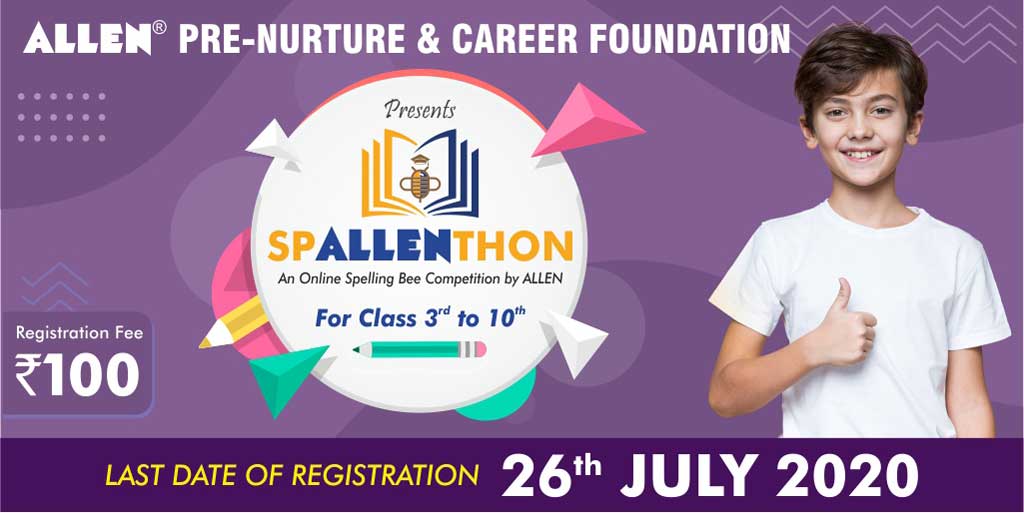 ALLEN® PRE-NURTURE & CAREER FOUNDATION
Presents
SPALLENTHON
An Online Spelling Bee Competition by ALLEN
For Class 3rd to 10th
Registration Fee
₹100
LAST DATE OF REGISTRATION 26th JULY 2020